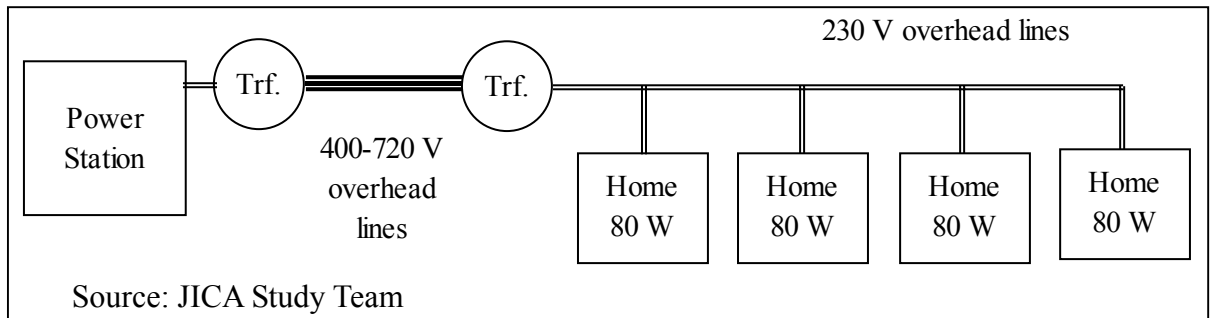 230 V overhead lines
Power
Station
Trf.
400-720 V
overhead
lines
Trf.
Home
80 W
Home
80 W
Home
80 W
Home
80 W
Source: JICA Study Team